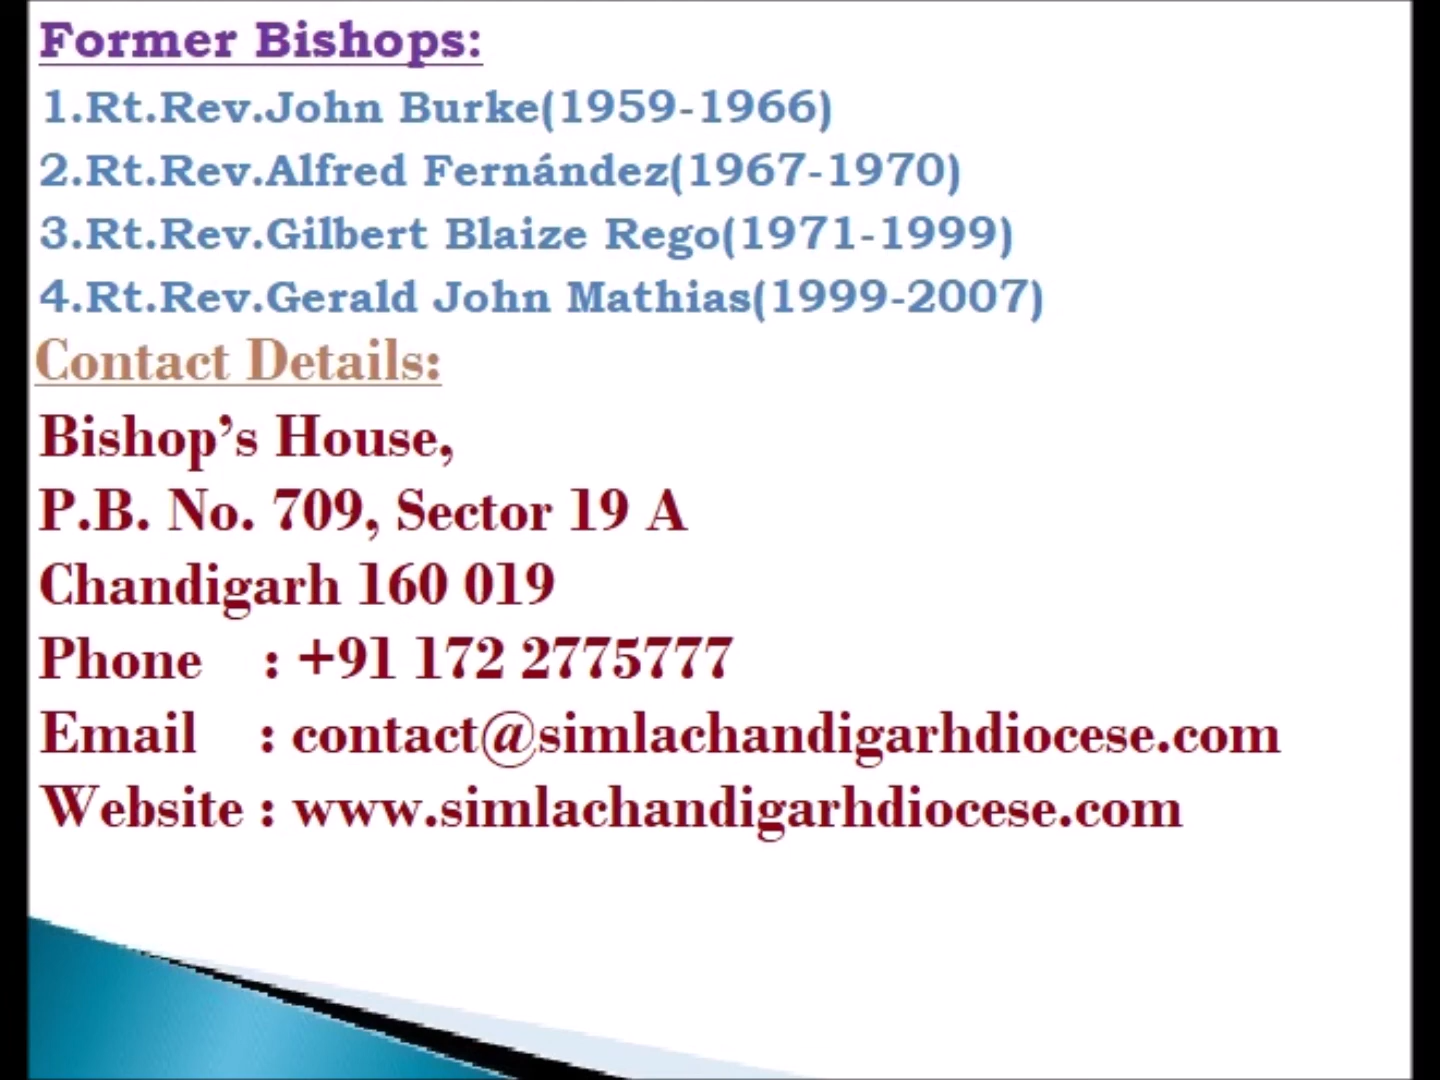 Former Bishops:
1.Rt.Rev.John Burke(1959-1966)
2.Rt.Rev.Alfred Fernández(1967-1970)
3.Rt.Rev.Gilbert Blaize Rego(1971-1999)
4.Rt.Rev.Gerald John Mathias(1999-2007)
Contact Details:
Bishop’s House,
P.B. No. 709, Sector 19 A
Chandigarh 160 019
Phone : +91 172 2775777
Email : contact@simlachandigarhdiocese.com
Website : www.simlachandigarhdiocese.com